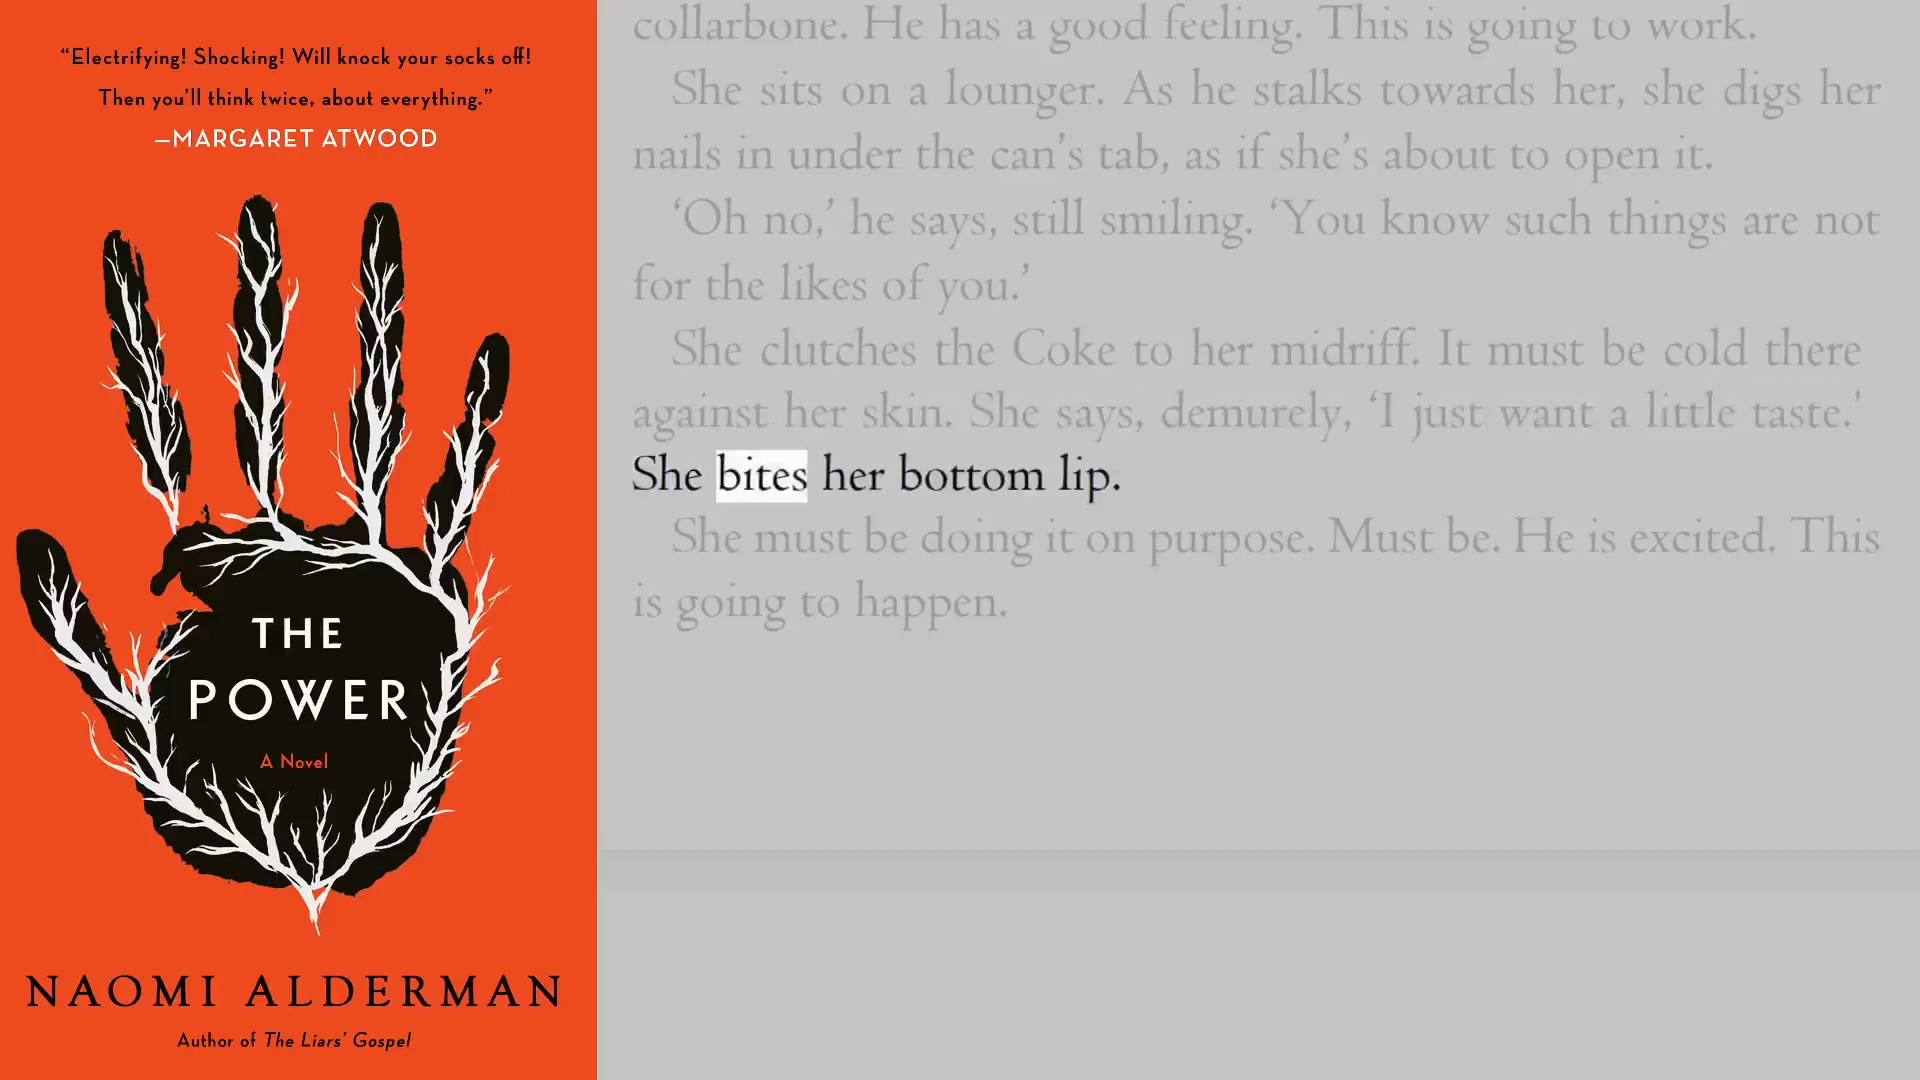 “Electrifying! Shocking! Will knock your socks off!
Then you’ll think twice, about everything.”
—MARGARET ATWOOD
THE
POWER
A Novel
NAOMI ALDERMAN
Author of The Liars’ Gospel
collarbone. He has a good feeling. This is going to work.
She sits on a lounger. As he stalks towards her, she digs her
nails in under the can’s tab, as if she’s about to open it.
‘Oh no,’ he says, still smiling. ‘You know such things are not
for the likes of you.’
She clutches the Coke to her midriff. It must be cold there
against her skin. She says, demurely, ‘I just want a little taste.’
She bites her bottom lip.
She must be doing it on purpose. Must be. He is excited. This
is going to happen.